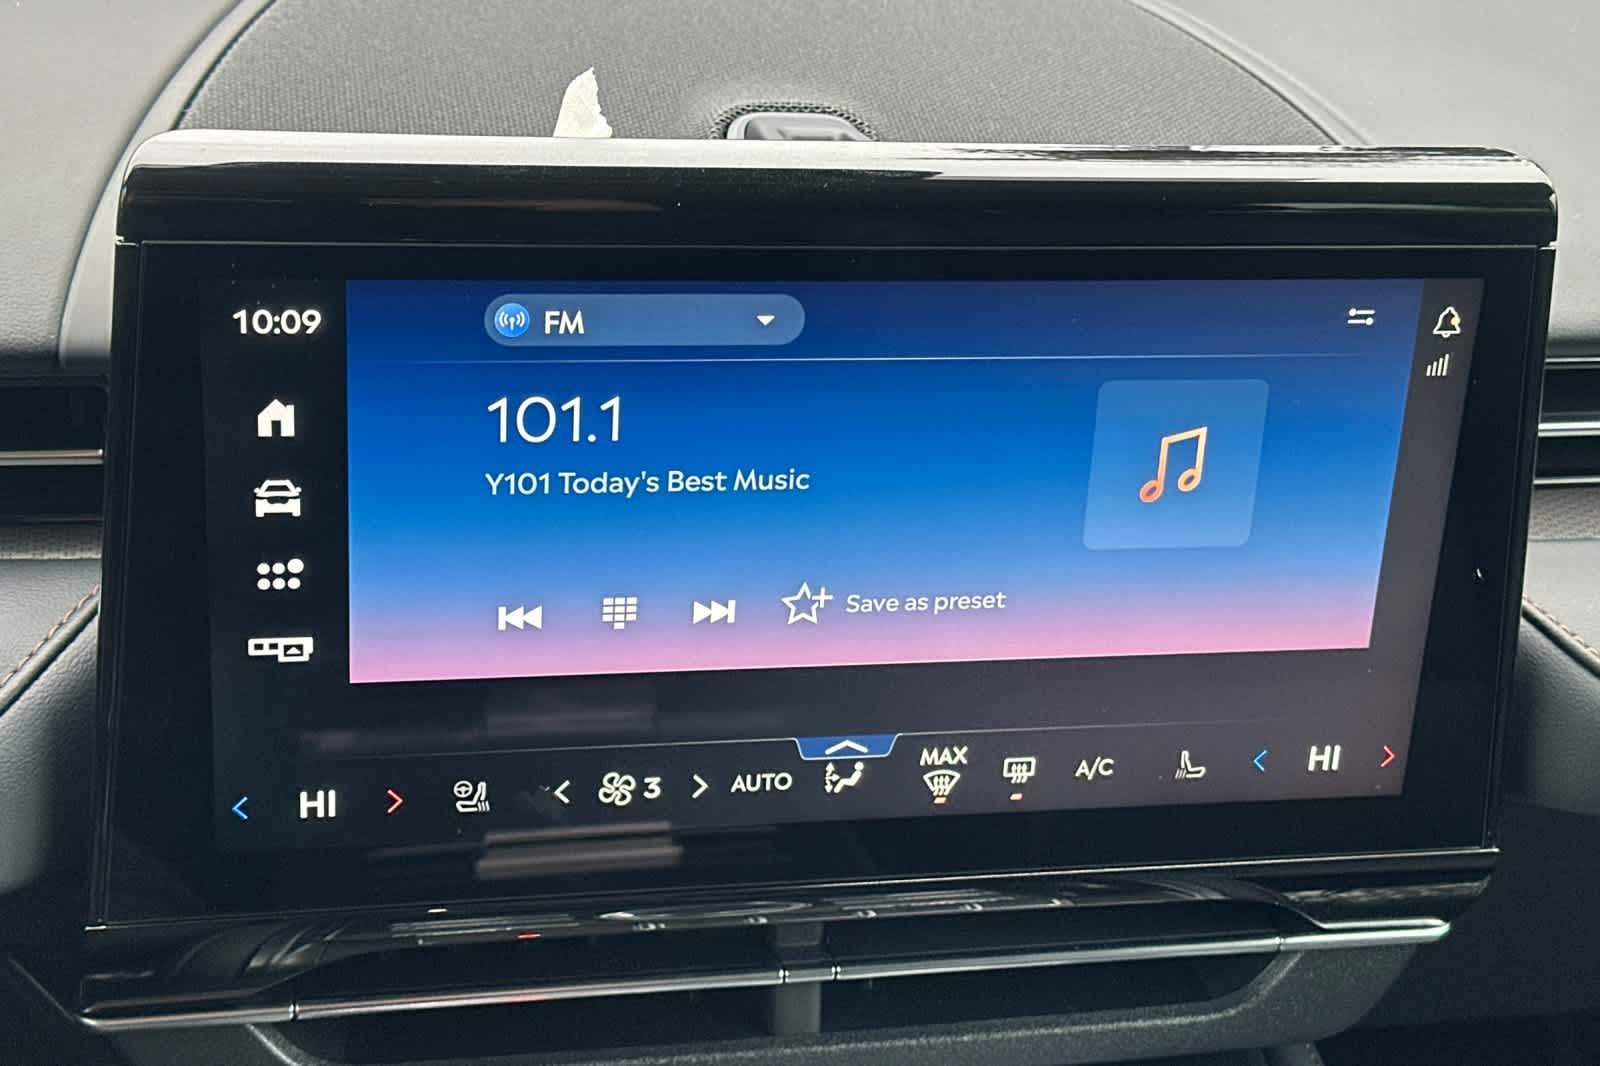 10:09
FM
101.1
Y101 Today's Best Music
Save as preset
HI
3
AUTO
MAX
A/C
HI